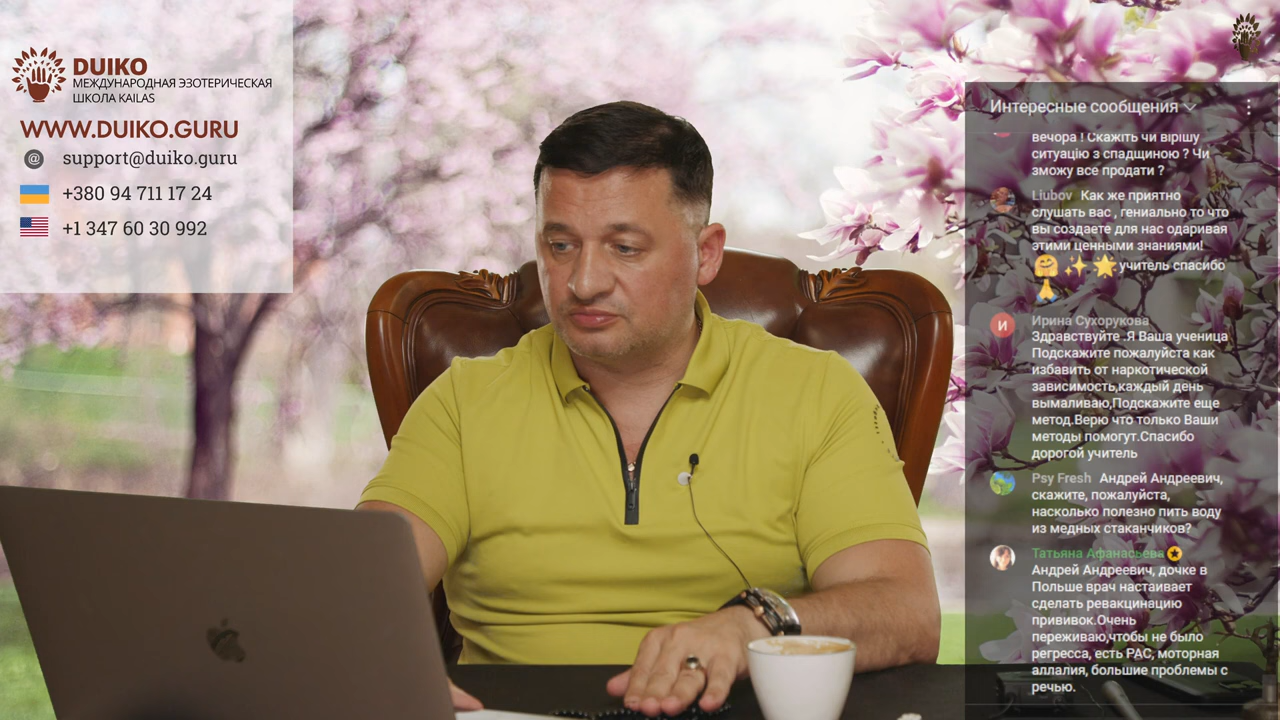 DUIKO
МЕЖДУНАРОДНАЯ ЭЗОТЕРИЧЕСКАЯ
ШКОЛА KAILAS
WWW.DUIKO.GURU
@ support@duiko.guru
+380 94 711 17 24
+1 347 60 30 992
Интересные сообщения
вечора ! Скажіть чи віріshу
ситуацію з спадщиною ? Чи
зможу все продати ?
Liubov Как же приятно
слушать вас , гениально то что
вы создаете для нас одаривая
этими ценными знаниями!
учитель спасибо
И
Ирина Сухорукова
Здравствуйте .Я Ваша ученица
Подскажите пожалуйста как
избавить от наркотической
зависимость,каждый день
вымаливаю,Подскажите еще
метод.Верю что только Ваши
методы помогут.Спасибо
дорогой учитель
Psy Fresh Андрей Андреевич,
скажите, пожалуйста,
насколько полезно пить воду
из медных стаканчиков?
Татьяна Афанасьева
Андрей Андреевич, дочке в
Польше врач настаивает
сделать ревакцинацию
прививок.Очень
переживаю,чтобы не было
регресса, есть РАС, моторная
аллалия, большие проблемы с
речью.